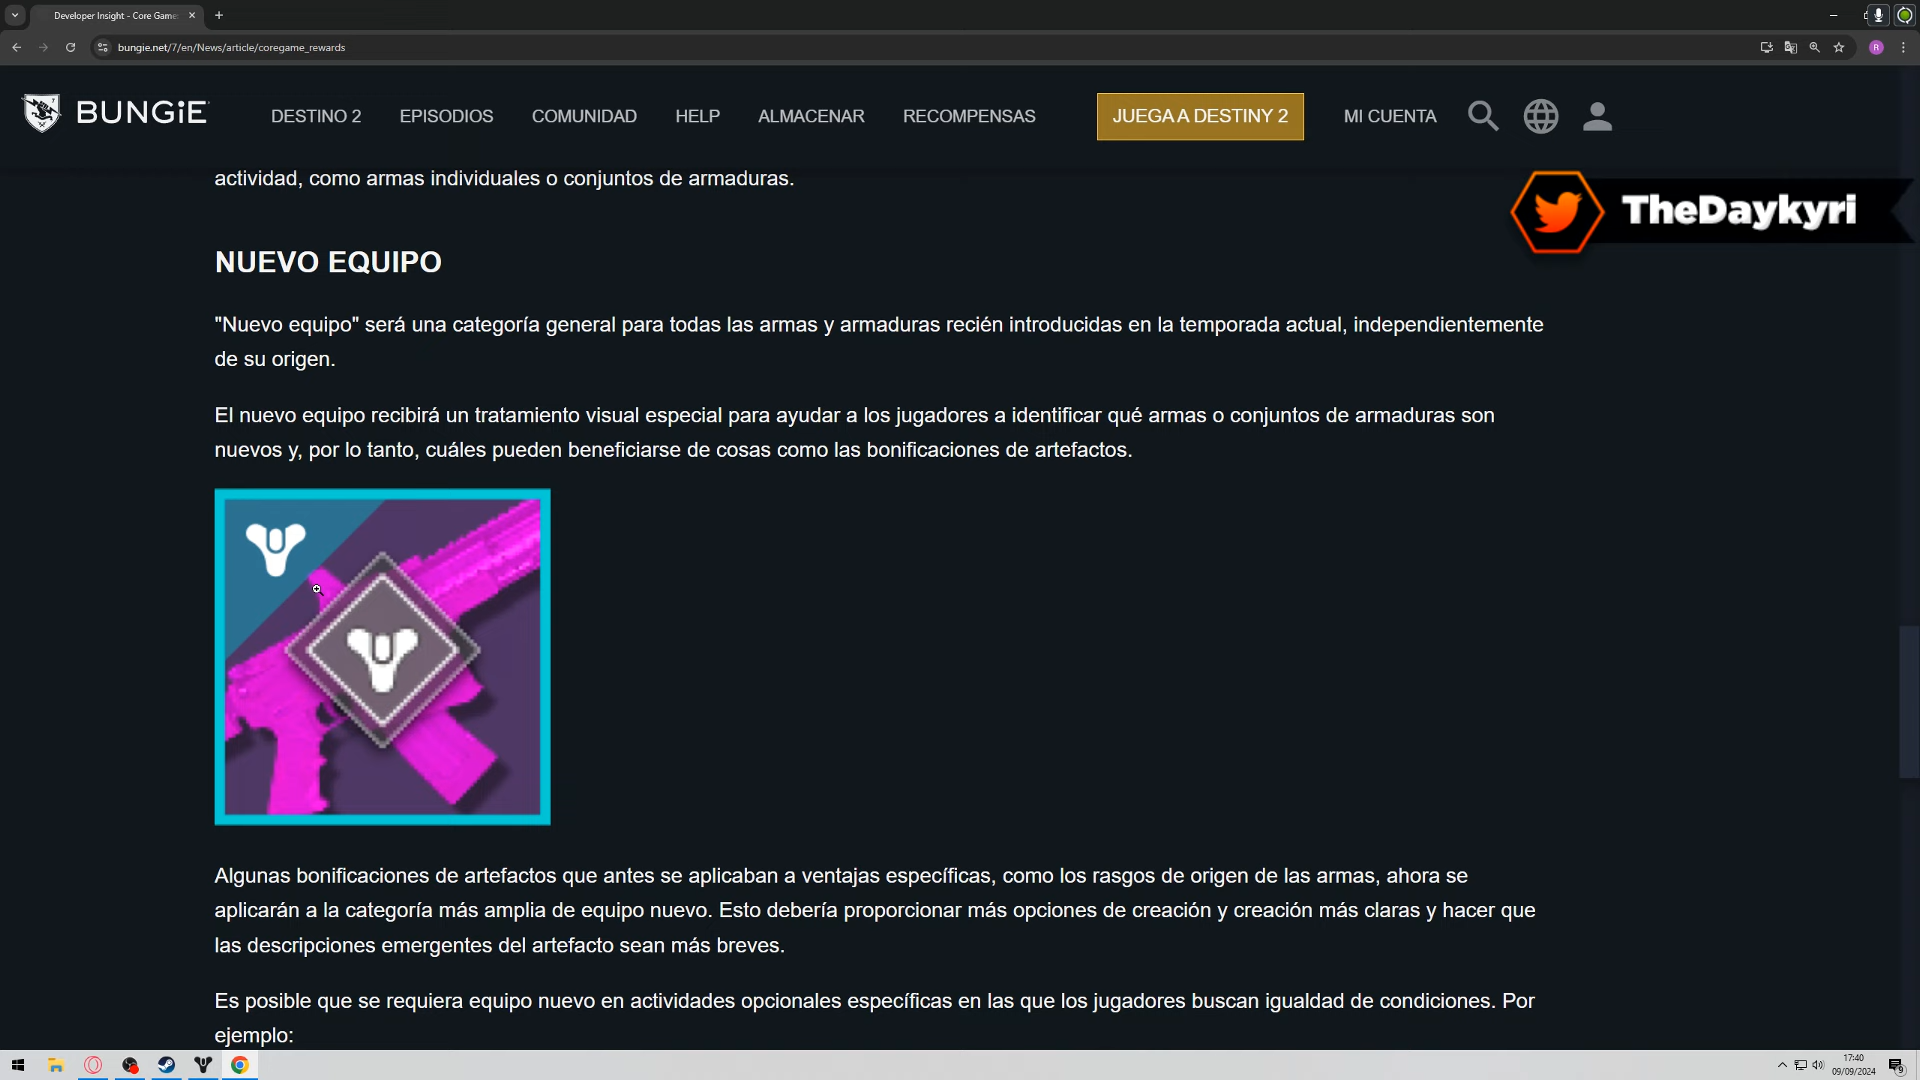 Developer Insight - Core Game
bungie.net/7/en/News/article/coregame_rewards
R
BUNGiE
DESTINO 2
EPISODIOS
COMUNIDAD
HELP
ALMACENAR
RECOMPENSAS
JUEGA A DESTINY 2
MI CUENTA
actividad, como armas individuales o conjuntos de armaduras.
TheDaykyri
NUEVO EQUIPO
"Nuevo equipo" será una categoría general para todas las armas y armaduras recién introducidas en la temporada actual, independientemente
de su origen.
El nuevo equipo recibirá un tratamiento visual especial para ayudar a los jugadores a identificar qué armas o conjuntos de armaduras son
nuevos y, por lo tanto, cuáles pueden beneficiarse de cosas como las bonificaciones de artefactos.
Algunas bonificaciones de artefactos que antes se aplicaban a ventajas específicas, como los rasgos de origen de las armas, ahora se
aplicarán a la categoría más amplia de equipo nuevo. Esto debería proporcionar más opciones de creación y creación más claras y hacer que
las descripciones emergentes del artefacto sean más breves.
Es posible que se requiera equipo nuevo en actividades opcionales específicas en las que los jugadores buscan igualdad de condiciones. Por
ejemplo:
17:40
09/09/2024